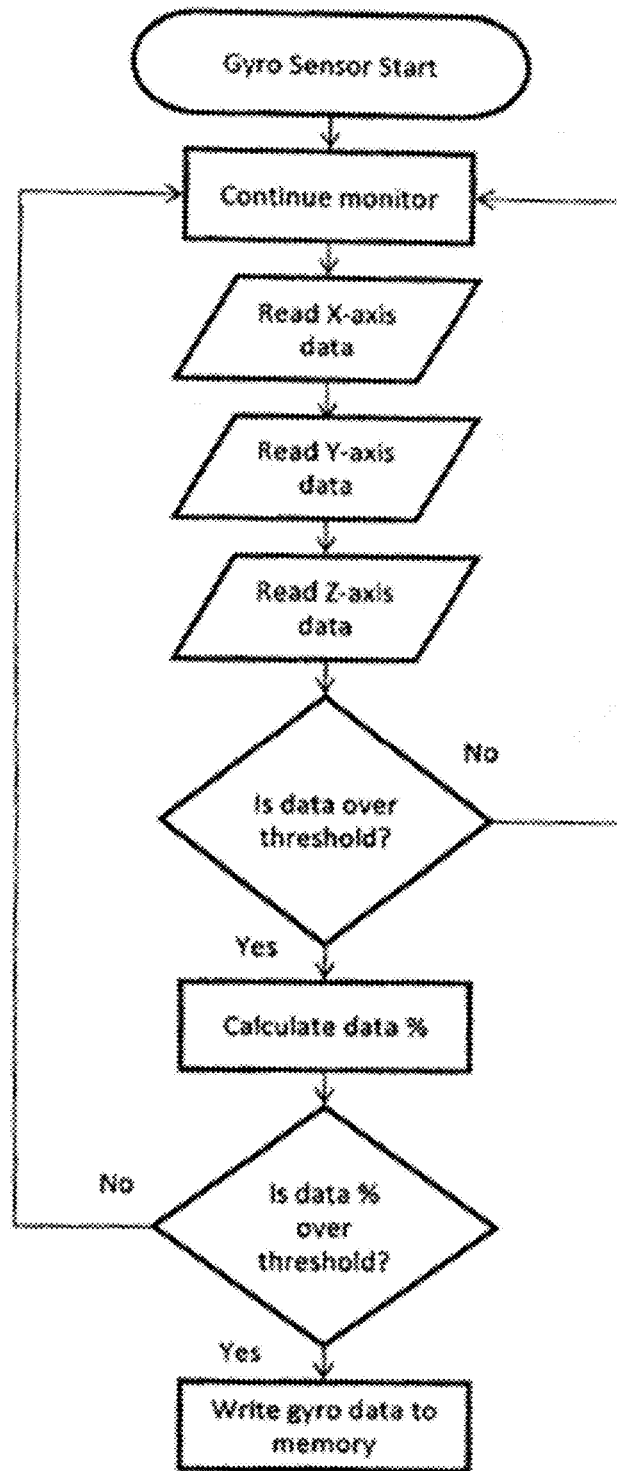 Gyro Sensor Start
Continue monitor
Read X-axis
data
Read Y-axis
data
Read Z-axis
data
No
Is data over
threshold?
Yes
Calculate data %
No
Is data %
over
threshold?
Yes
Write gyro data to
memory